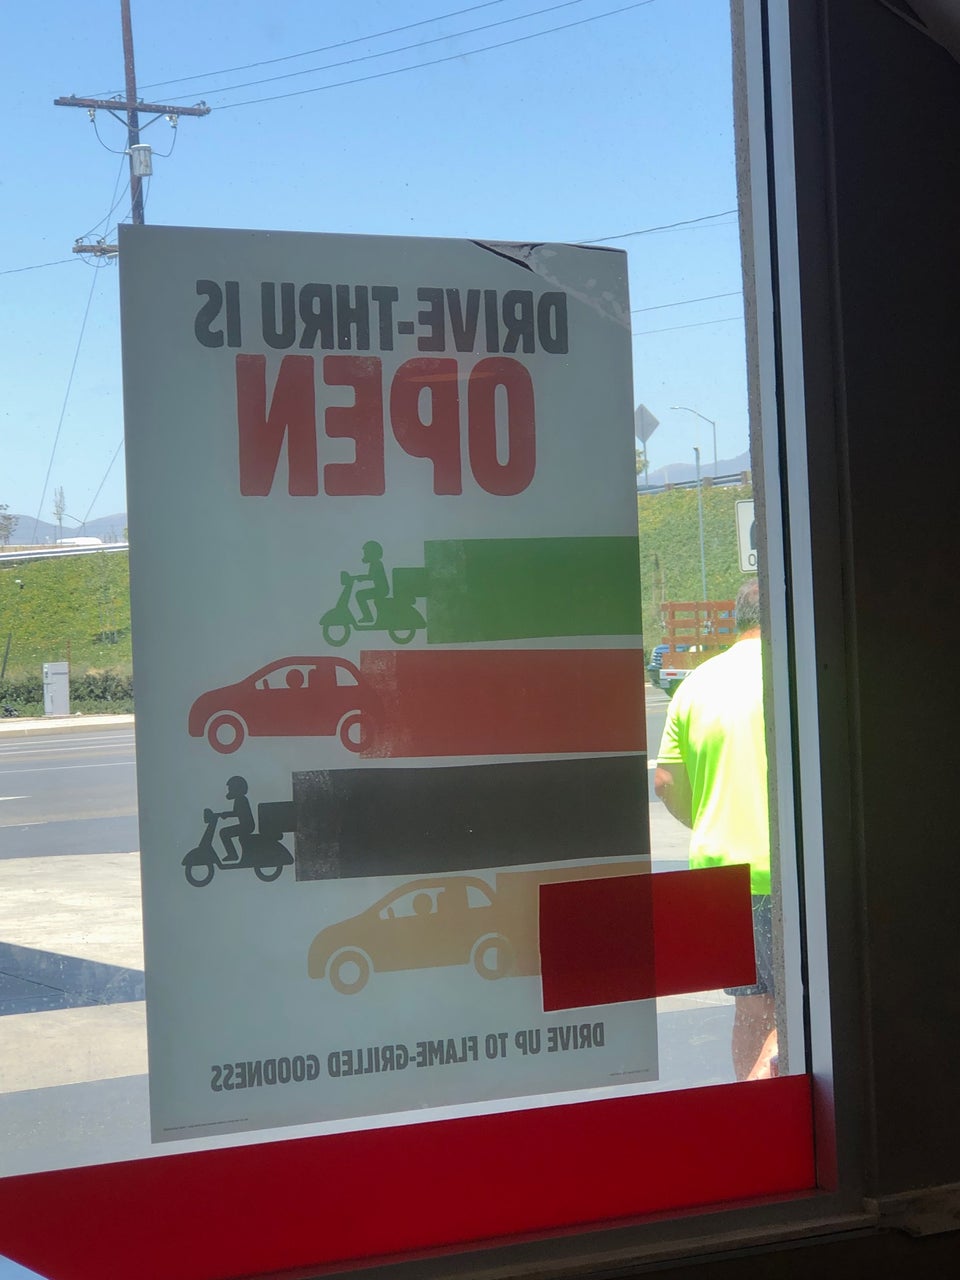 DRIVE-THRU IS
OPEN
DRIVE UP TO FLAME-GRILLED GOODNESS